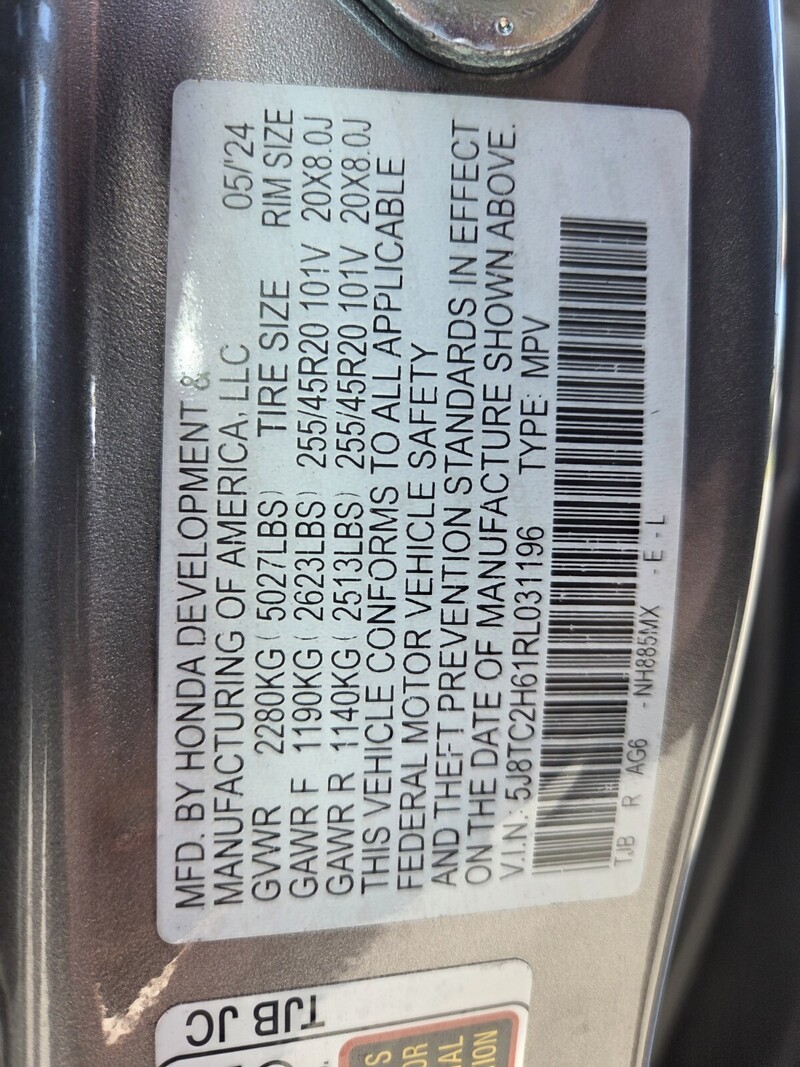 MFD. BY HONDA DEVELOPMENT &
MANUFACTURING OF AMERICA, LLC 05/'24
GVWR 2280KG ( 5027LBS) TIRE SIZE RIM SIZE
GAWR F 1190KG ( 2623LBS) 255/45R20 101V 20X8.0J
GAWR R 1140KG ( 2513LBS) 255/45R20 101V 20X8.0J
THIS VEHICLE CONFORMS TO ALL APPLICABLE
FEDERAL MOTOR VEHICLE SAFETY
AND THEFT PREVENTION STANDARDS IN EFFECT
ON THE DATE OF MANUFACTURE SHOWN ABOVE.
V.I.N.: 5J8TC2H61RL031196 TYPE: MPV
TJB R AG6 -NH885MX - E - L
TJB JC